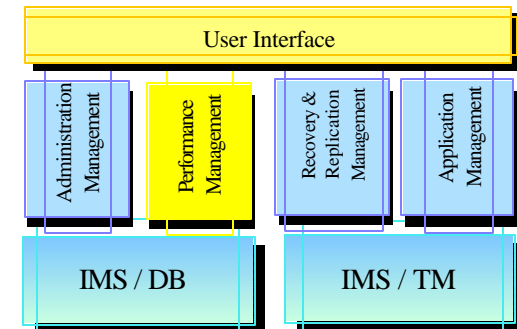 User Interface
Administration
Management
Performance
Management
Recovery &
Replication
Management
Application
Management
IMS / DB
IMS / TM